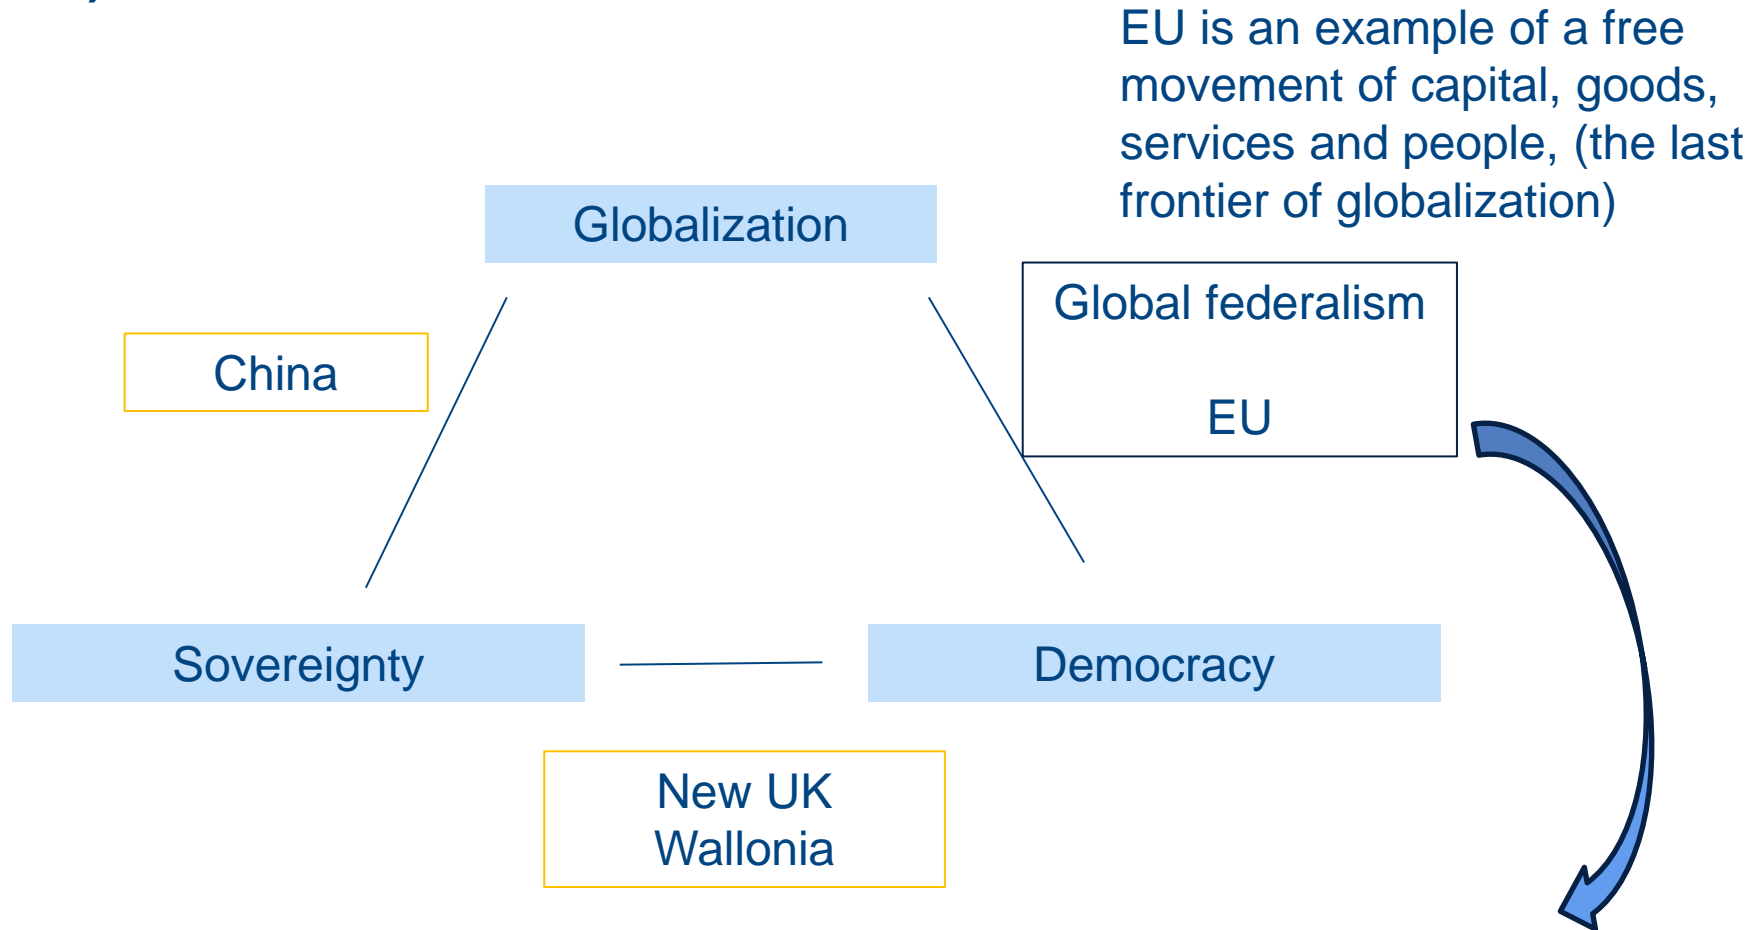 EU is an example of a free
movement of capital, goods,
services and people, (the last
frontier of globalization)
Globalization
Global federalism
EU
China
Sovereignty
Democracy
New UK
Wallonia